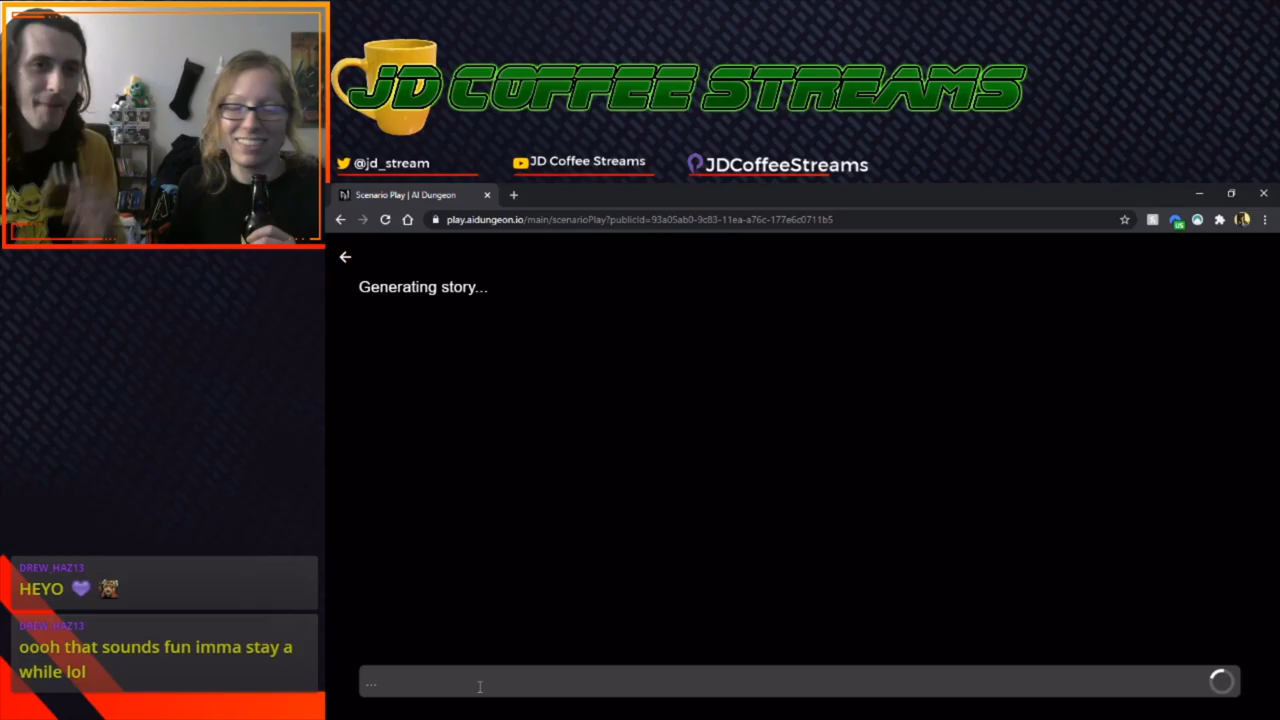 JD COFFEE STREAMS
@jd_stream
JD Coffee Streams
JDCoffeeStreams
Scenario Play | AI Dungeon
play.aidungeon.io/main/scenarioPlay?publicId=93a05ab0-9c83-11ea-a76c-177e6c0711b5
Generating story...
DREW_HAZ13
HEYO
DREW_HAZ13
oooh that sounds fun imma stay a
while lol
...